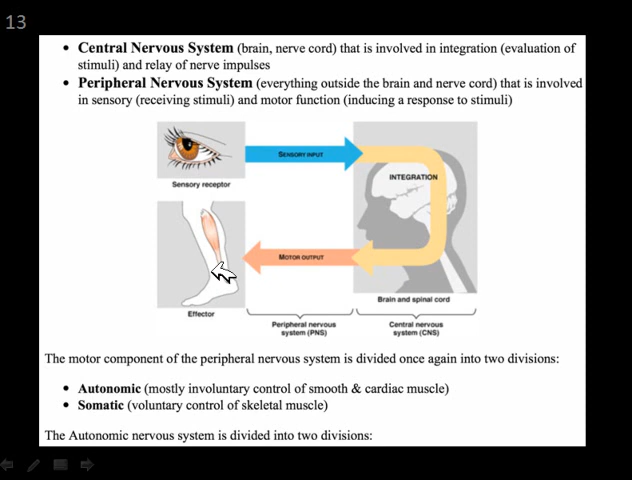 13
• Central Nervous System (brain, nerve cord) that is involved in integration (evaluation of
stimuli) and relay of nerve impulses
• Peripheral Nervous System (everything outside the brain and nerve cord) that is involved
in sensory (receiving stimuli) and motor function (inducing a response to stimuli)
SENSORY INPUT
INTEGRATION
Sensory receptor
MOTOR OUTPUT
Brain and spinal cord
Effector
Peripheral nervous
system (PNS)
Central nervous
system (CNS)
The motor component of the peripheral nervous system is divided once again into two divisions:
• Autonomic (mostly involuntary control of smooth & cardiac muscle)
• Somatic (voluntary control of skeletal muscle)
The Autonomic nervous system is divided into two divisions: